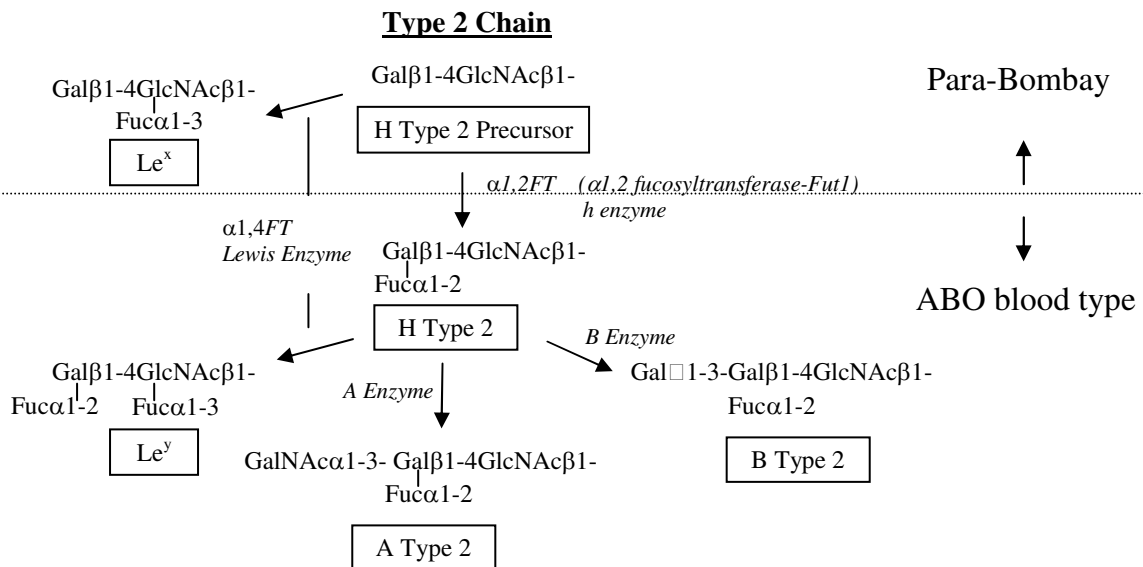 Type 2 Chain
Galβ1-4GlcNAcβ1-
Fucα1-3
Le^x
Galβ1-4GlcNAcβ1-
H Type 2 Precursor
Para-Bombay
α1,2FT (α1,2 fucosyltransferase-Fut1)
h enzyme
α1,4FT
Lewis Enzyme
Galβ1-4GlcNAcβ1-
Fucα1-2
H Type 2
ABO blood type
B Enzyme
Gal□1-3-Galβ1-4GlcNAcβ1-
Fucα1-2
B Type 2
Galβ1-4GlcNAcβ1-
Fucα1-2 Fucα1-3
Le^y
A Enzyme
GalNAcα1-3- Galβ1-4GlcNAcβ1-
Fucα1-2
A Type 2